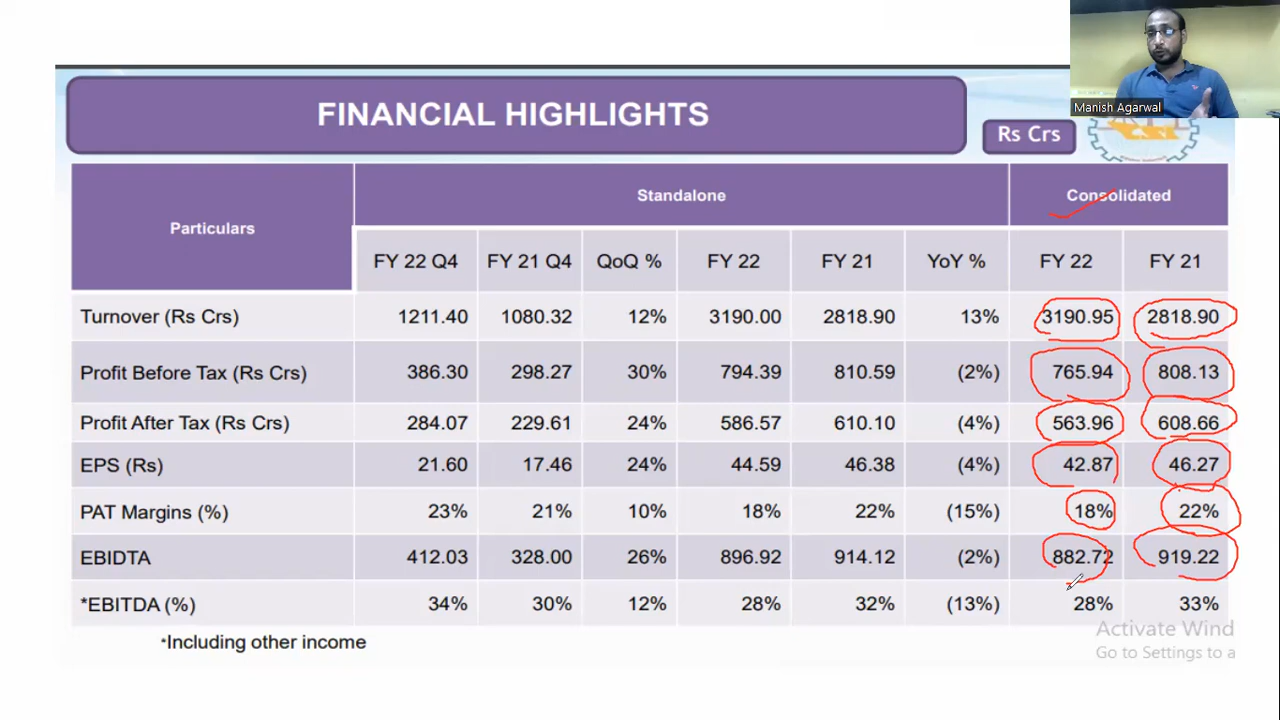 Manish Agarwal
FINANCIAL HIGHLIGHTS
Rs Crs
Particulars Standalone Consolidated
FY 22 Q4 FY 21 Q4 QoQ % FY 22 FY 21 YoY % FY 22 FY 21
Turnover (Rs Crs) 1211.40 1080.32 12% 3190.00 2818.90 13% 3190.95 2818.90
Profit Before Tax (Rs Crs) 386.30 298.27 30% 794.39 810.59 (2%) 765.94 808.13
Profit After Tax (Rs Crs) 284.07 229.61 24% 586.57 610.10 (4%) 563.96 608.66
EPS (Rs) 21.60 17.46 24% 44.59 46.38 (4%) 42.87 46.27
PAT Margins (%) 23% 21% 10% 18% 22% (15%) 18% 22%
EBIDTA 412.03 328.00 26% 896.92 914.12 (2%) 882.72 919.22
*EBITDA (%) 34% 30% 12% 28% 32% (13%) 28% 33%
*Including other income
Activate Wind
Go to Settings to a